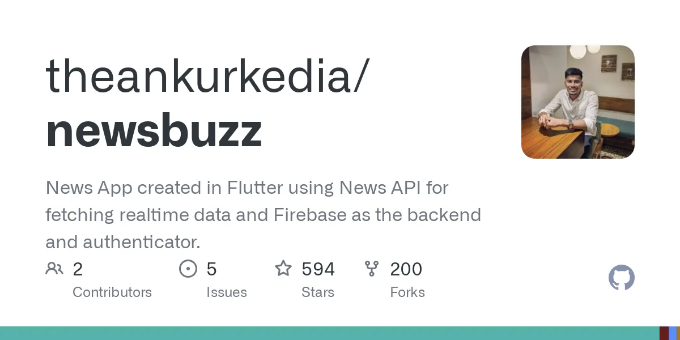 theankurkedia/
newsbuzz
News App created in Flutter using News API for
fetching realtime data and Firebase as the backend
and authenticator.
2 5 594 200
Contributors Issues Stars Forks